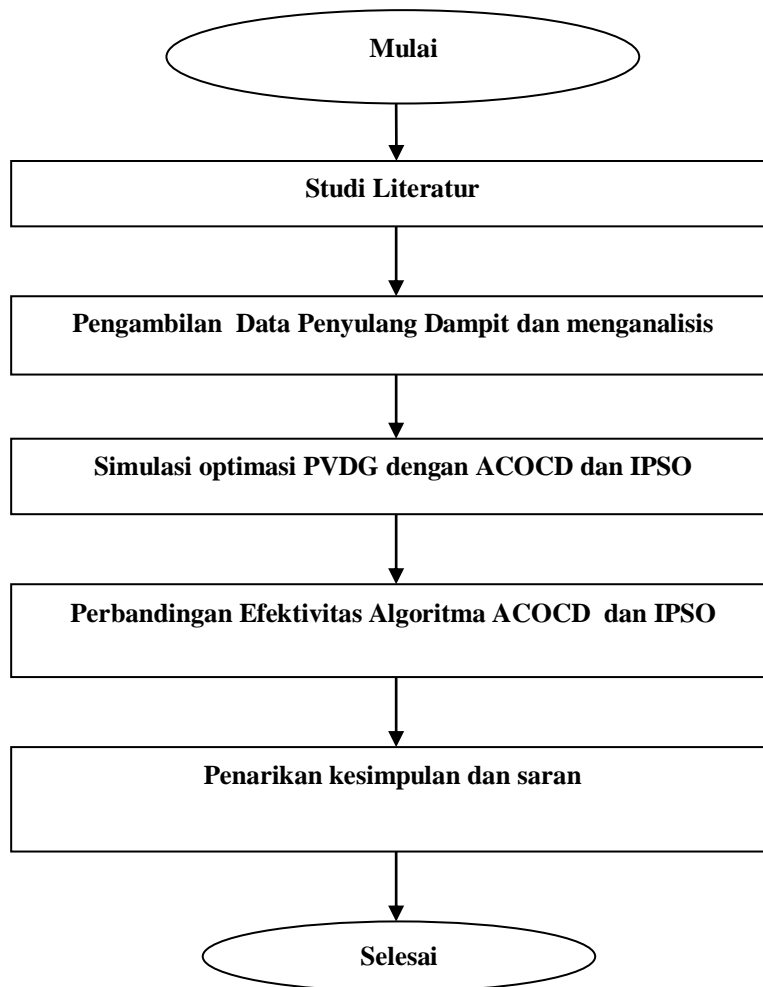 Mulai
Studi Literatur
Pengambilan Data Penyulang Dampit dan menganalisis
Simulasi optimasi PVDG dengan ACOCD dan IPSO
Perbandingan Efektivitas Algoritma ACOCD dan IPSO
Penarikan kesimpulan dan saran
Selesai